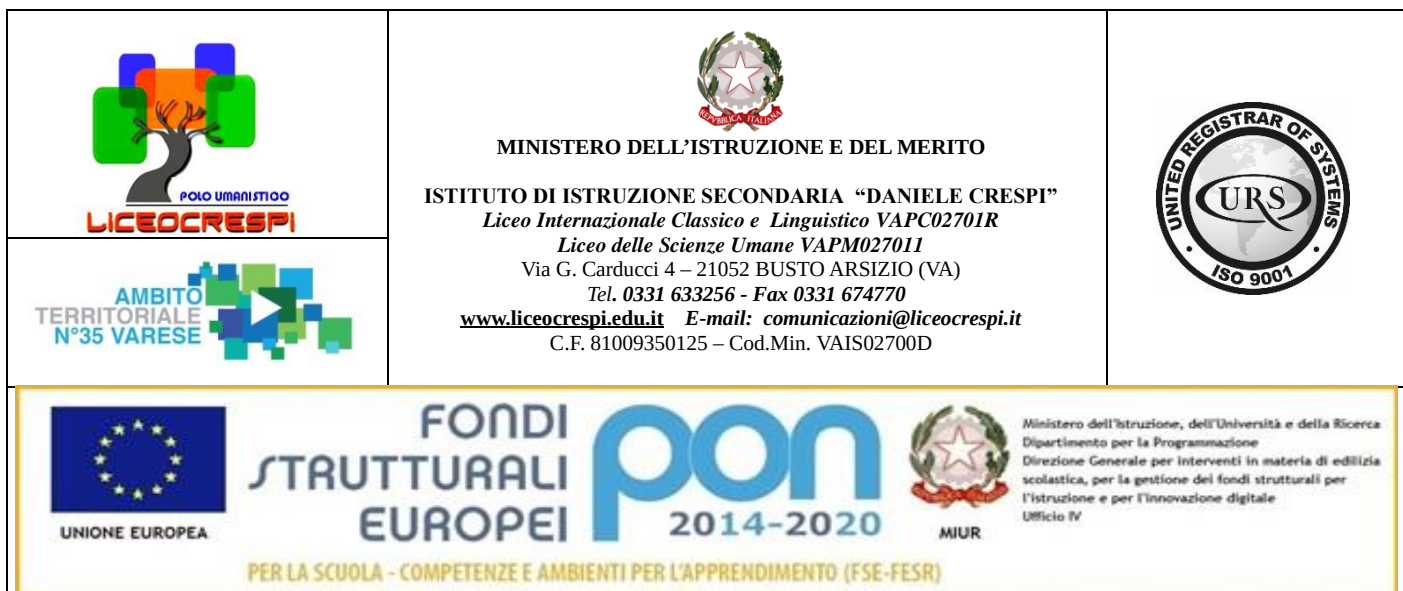 POLO UMANISTICO
LICEOCRESPI
AMBITO
TERRITORIALE
N°35 VARESE
REPVBBLICA ITALIANA
MINISTERO DELL’ISTRUZIONE E DEL MERITO
ISTITUTO DI ISTRUZIONE SECONDARIA “DANIELE CRESPI”
Liceo Internazionale Classico e Linguistico VAPC02701R
Liceo delle Scienze Umane VAPM027011
Via G. Carducci 4 – 21052 BUSTO ARSIZIO (VA)
Tel. 0331 633256 - Fax 0331 674770
www.liceocrespi.edu.it E-mail: comunicazioni@liceocrespi.it
C.F. 81009350125 – Cod.Min. VAIS02700D
UNITED REGISTRAR OF SYSTEMS
URS
ISO 9001
UNIONE EUROPEA
FONDI
STRUTTURALI
EUROPEI
pon
2014-2020
MIUR
Ministero dell'Istruzione, dell'Università e della Ricerca
Dipartimento per la Programmazione
Direzione Generale per interventi in materia di edilizia
scolastica, per la gestione dei fondi strutturali per
l'istruzione e per l'innovazione digitale
Ufficio IV
PER LA SCUOLA - COMPETENZE E AMBIENTI PER L'APPRENDIMENTO (FSE-FESR)